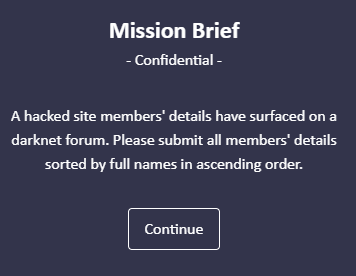 Mission Brief
- Confidential -
A hacked site members' details have surfaced on a
darknet forum. Please submit all members' details
sorted by full names in ascending order.
Continue